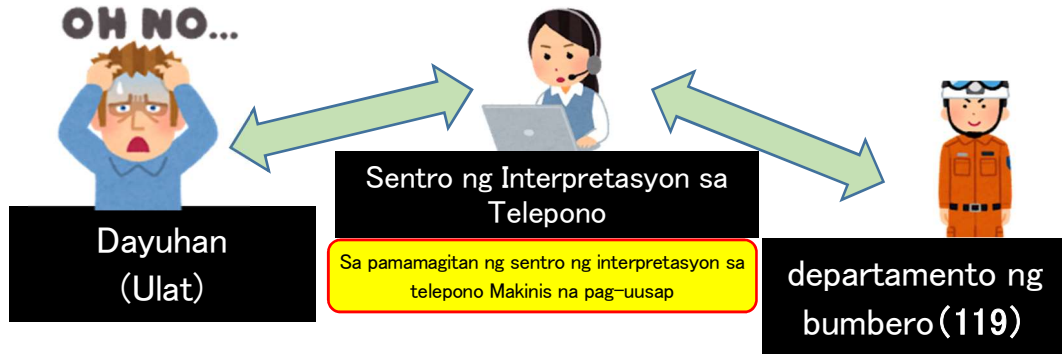 OH NO...
Sentro ng Interpretasyon sa
Telepono
Dayuhan
(Ulat)
Sa pamamagitan ng sentro ng interpretasyon sa
telepono Makinis na pag-uusap
departamento ng
bumbero(119)